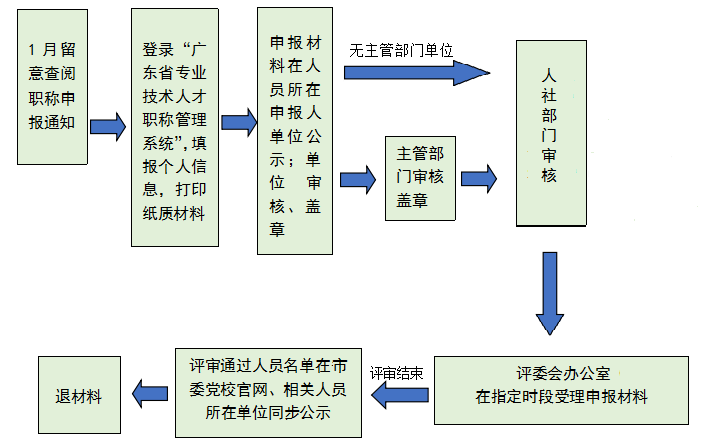 1月留
意查阅
职称申
报通知
登录“广
东省专业
技术人才
职称管理
系统”,填
报个人信
息，打印
纸质材料
申报材
料在人
员所在
申报人
单位公
示；单
位审
核、盖
章
无主管部门单位
主管部
门审核
盖章
人
社
部
门
审
核
评委会办公室
在指定时段受理申报材料
评审结束
评审通过人员名单在市
委党校官网、相关人员
所在单位同步公示
退材料